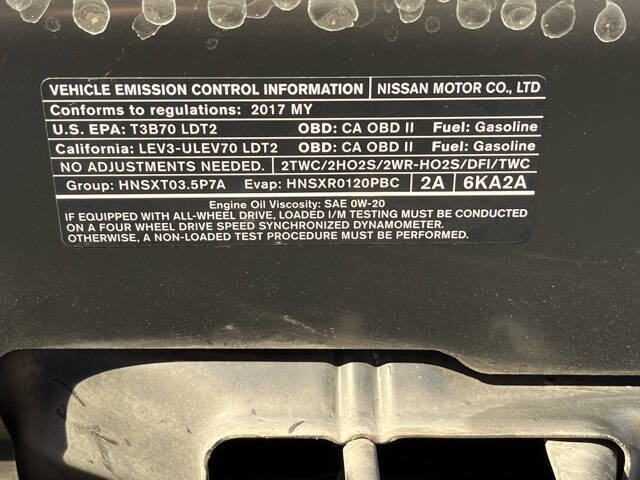 VEHICLE EMISSION CONTROL INFORMATION NISSAN MOTOR CO., LTD
Conforms to regulations: 2017 MY
U.S. EPA: T3B70 LDT2 OBD: CA OBD II Fuel: Gasoline
California: LEV3-ULEV70 LDT2 OBD: CA OBD II Fuel: Gasoline
NO ADJUSTMENTS NEEDED. 2TWC/2HO2S/2WR-HO2S/DFI/TWC
Group: HNSXT03.5P7A Evap: HNSXR0120PBC 2A 6KA2A
Engine Oil Viscosity: SAE 0W-20
IF EQUIPPED WITH ALL-WHEEL DRIVE, LOADED I/M TESTING MUST BE CONDUCTED
ON A FOUR WHEEL DRIVE SPEED SYNCHRONIZED DYNAMOMETER.
OTHERWISE, A NON-LOADED TEST PROCEDURE MUST BE PERFORMED.